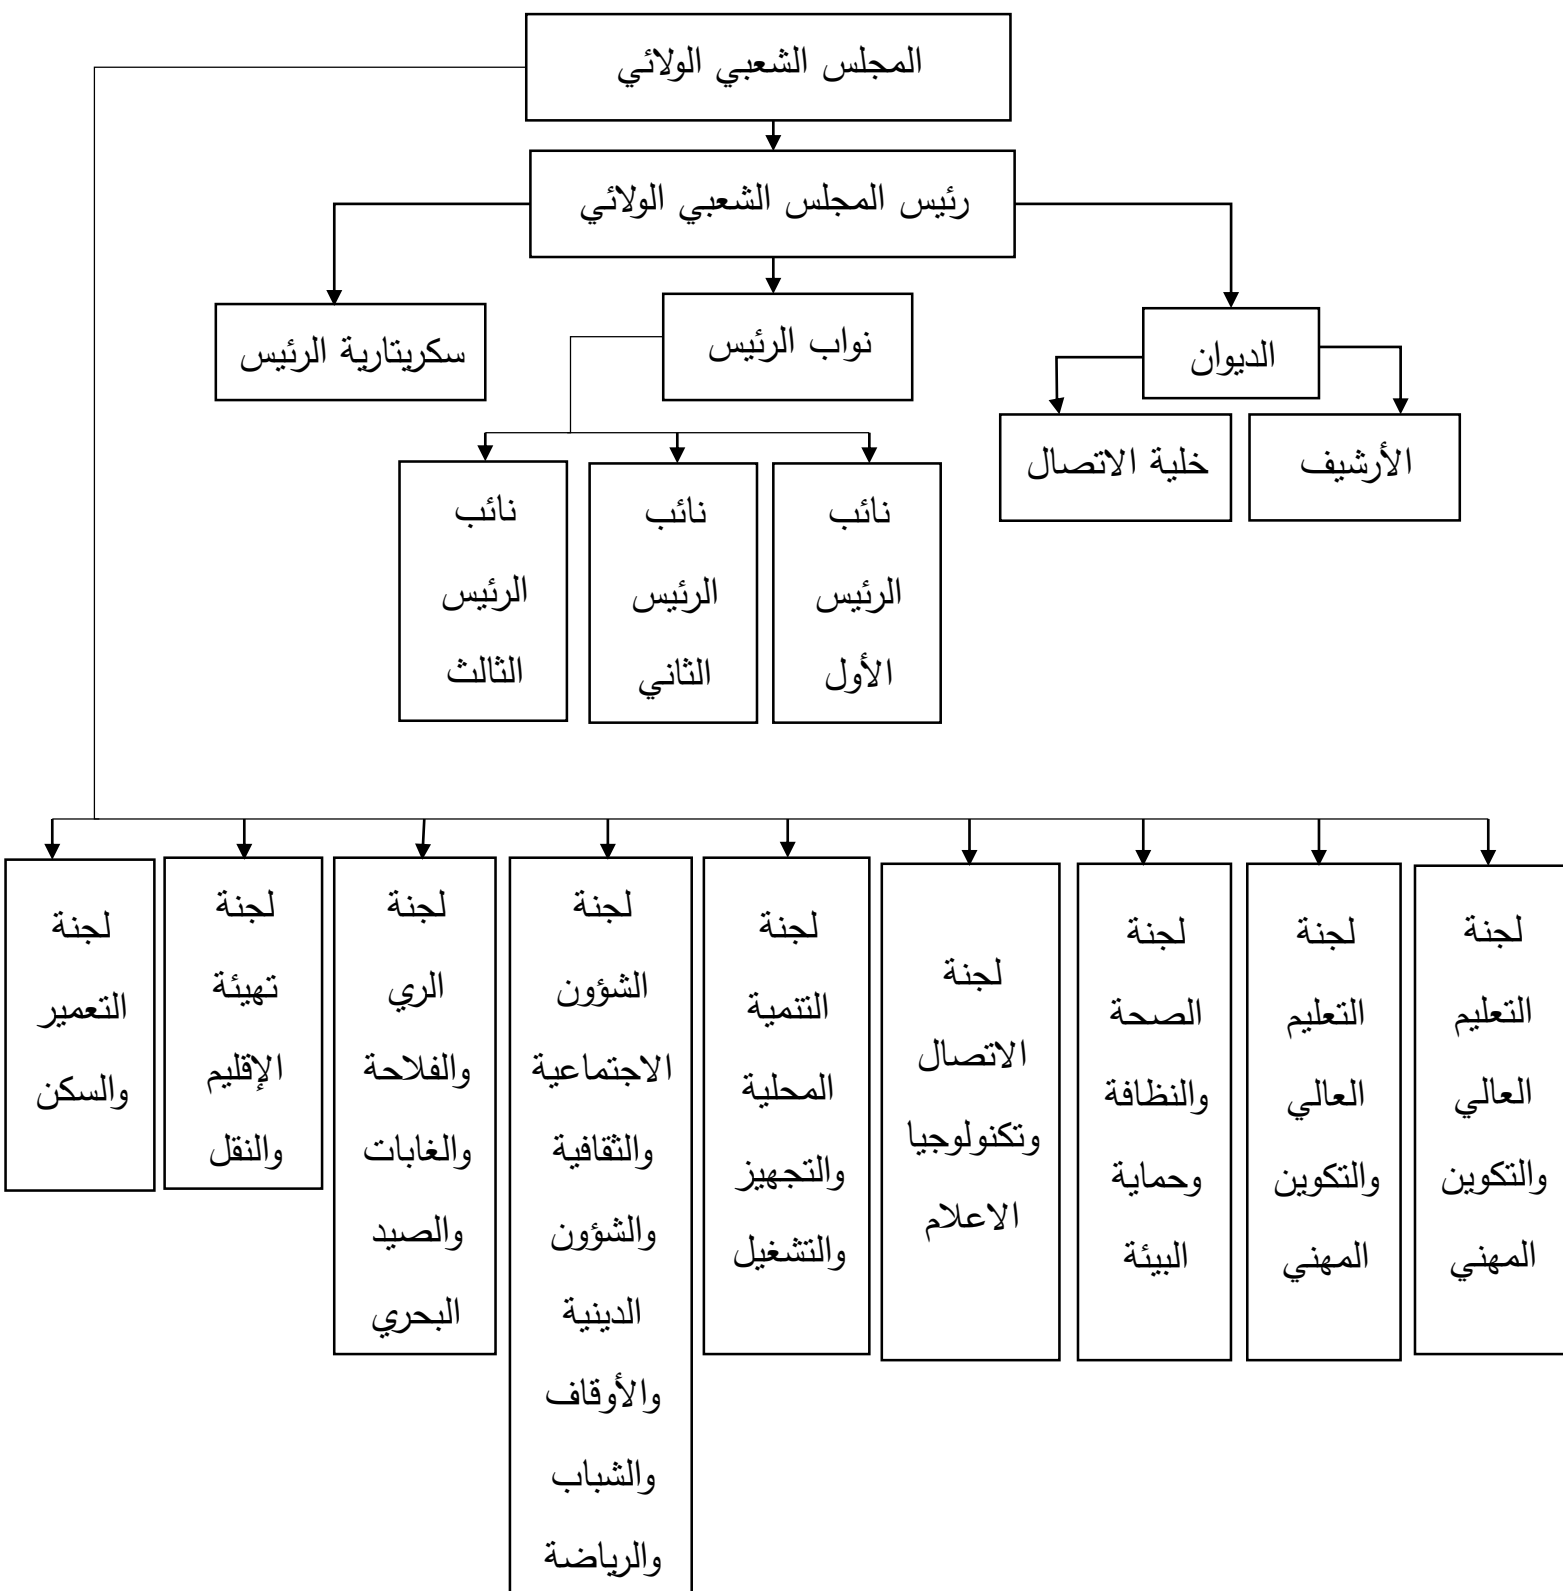 المجلس الشعبي الولائي
رئيس المجلس الشعبي الولائي
الديوان
نواب الرئيس
سكريتارية الرئيس
الأرشيف
خلية الاتصال
نائب
الرئيس
الأول
نائب
الرئيس
الثاني
نائب
الرئيس
الثالث
لجنة
التعليم
العالي
والتكوين
المهني
لجنة
التعليم
العالي
والتكوين
المهني
لجنة
الصحة
والنظافة
وحماية
البيئة
لجنة
الاتصال
وتكنولوجيا
الاعلام
لجنة
التنمية
المحلية
والتجهيز
والتشغيل
لجنة
الشؤون
الاجتماعية
والثقافية
والشؤون
الدينية
والأوقاف
والشباب
والرياضة
لجنة
الري
والفلاحة
والغابات
والصيد
البحري
لجنة
تهيئة
الإقليم
والنقل
لجنة
التعمير
والسكن